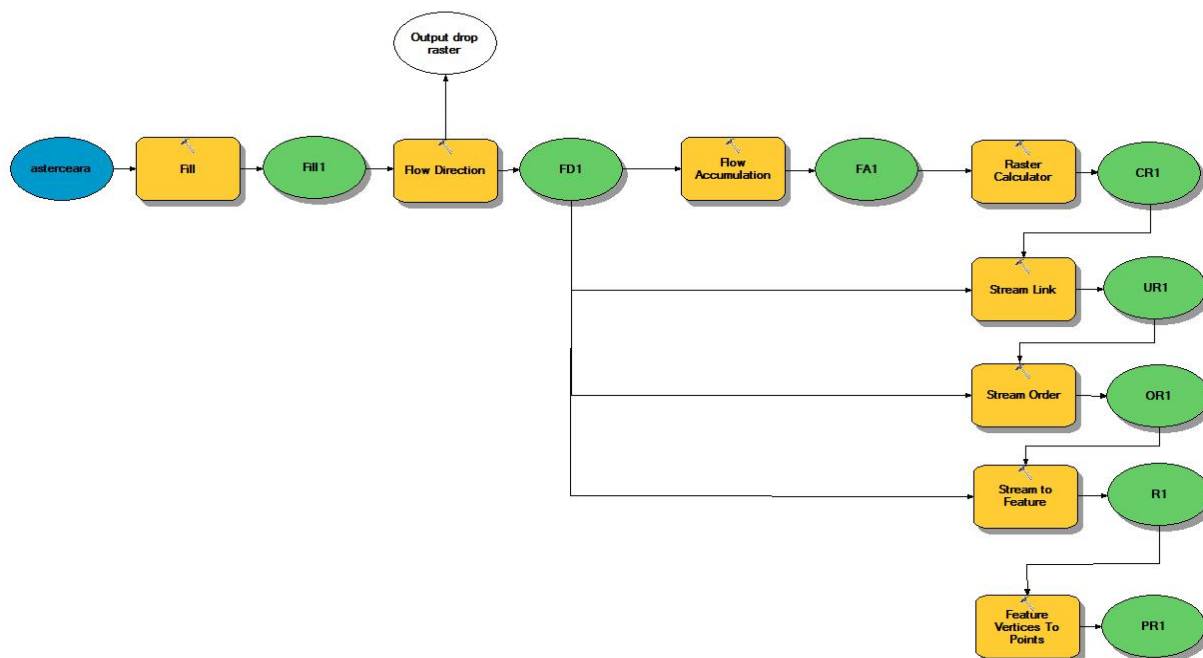 Output drop
raster
asterceara
Fill
Fill1
Flow Direction
FD1
Flow
Accumulation
FA1
Raster
Calculator
CR1
Stream Link
UR1
Stream Order
OR1
Stream to
Feature
R1
Feature
Vertices To
Points
PR1